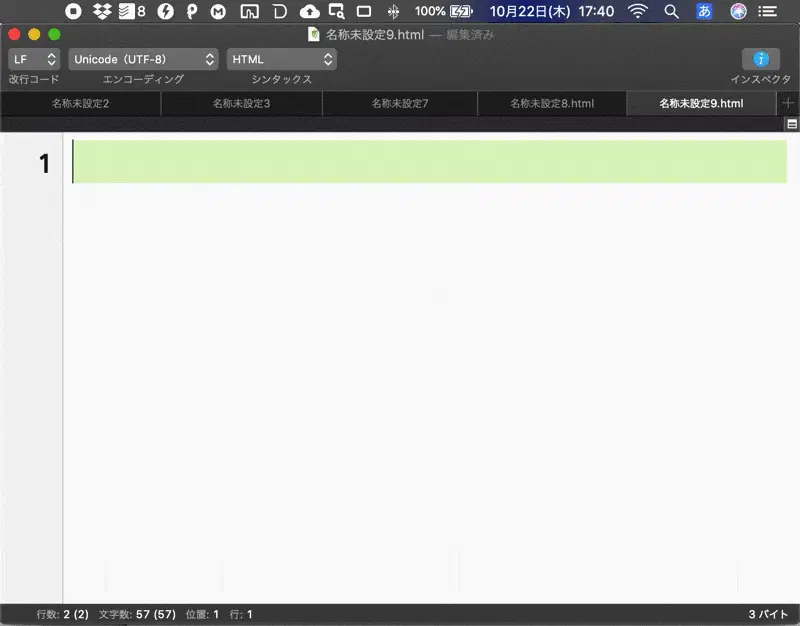 8 100% 10月22日(木) 17:40 あ
名称未設定9.html — 編集済み
LF Unicode（UTF-8） HTML
改行コード エンコーディング シンタックス インスペクタ
名称未設定2 名称未設定3 名称未設定7 名称未設定8.html 名称未設定9.html
1
行数: 2 (2) 文字数: 57 (57) 位置: 1 行: 1 3 バイト